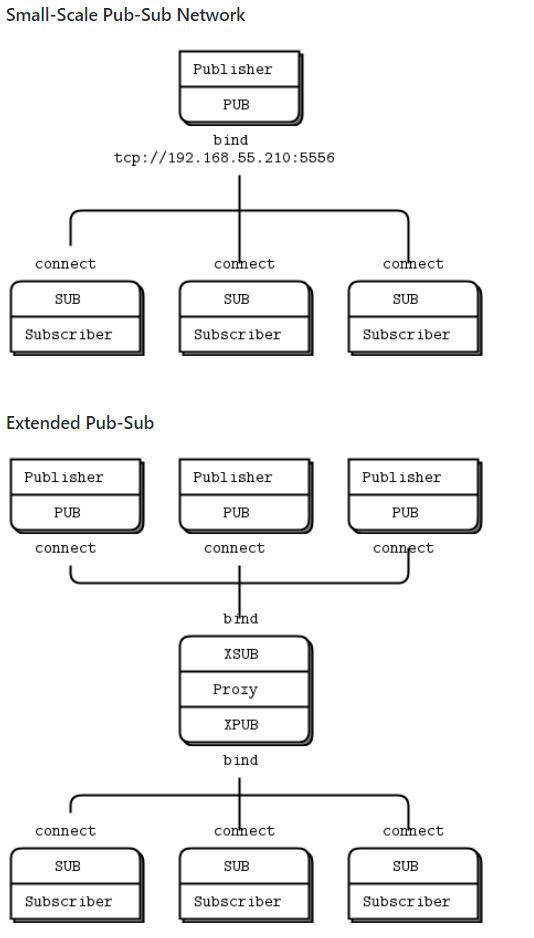 Small-Scale Pub-Sub Network
Publisher
PUB
bind
tcp://192.168.55.210:5556
connect connect connect
SUB SUB SUB
Subscriber Subscriber Subscriber
Extended Pub-Sub
Publisher Publisher Publisher
PUB PUB PUB
connect connect connect
bind
XSUB
Proxy
XPUB
bind
connect connect connect
SUB SUB SUB
Subscriber Subscriber Subscriber